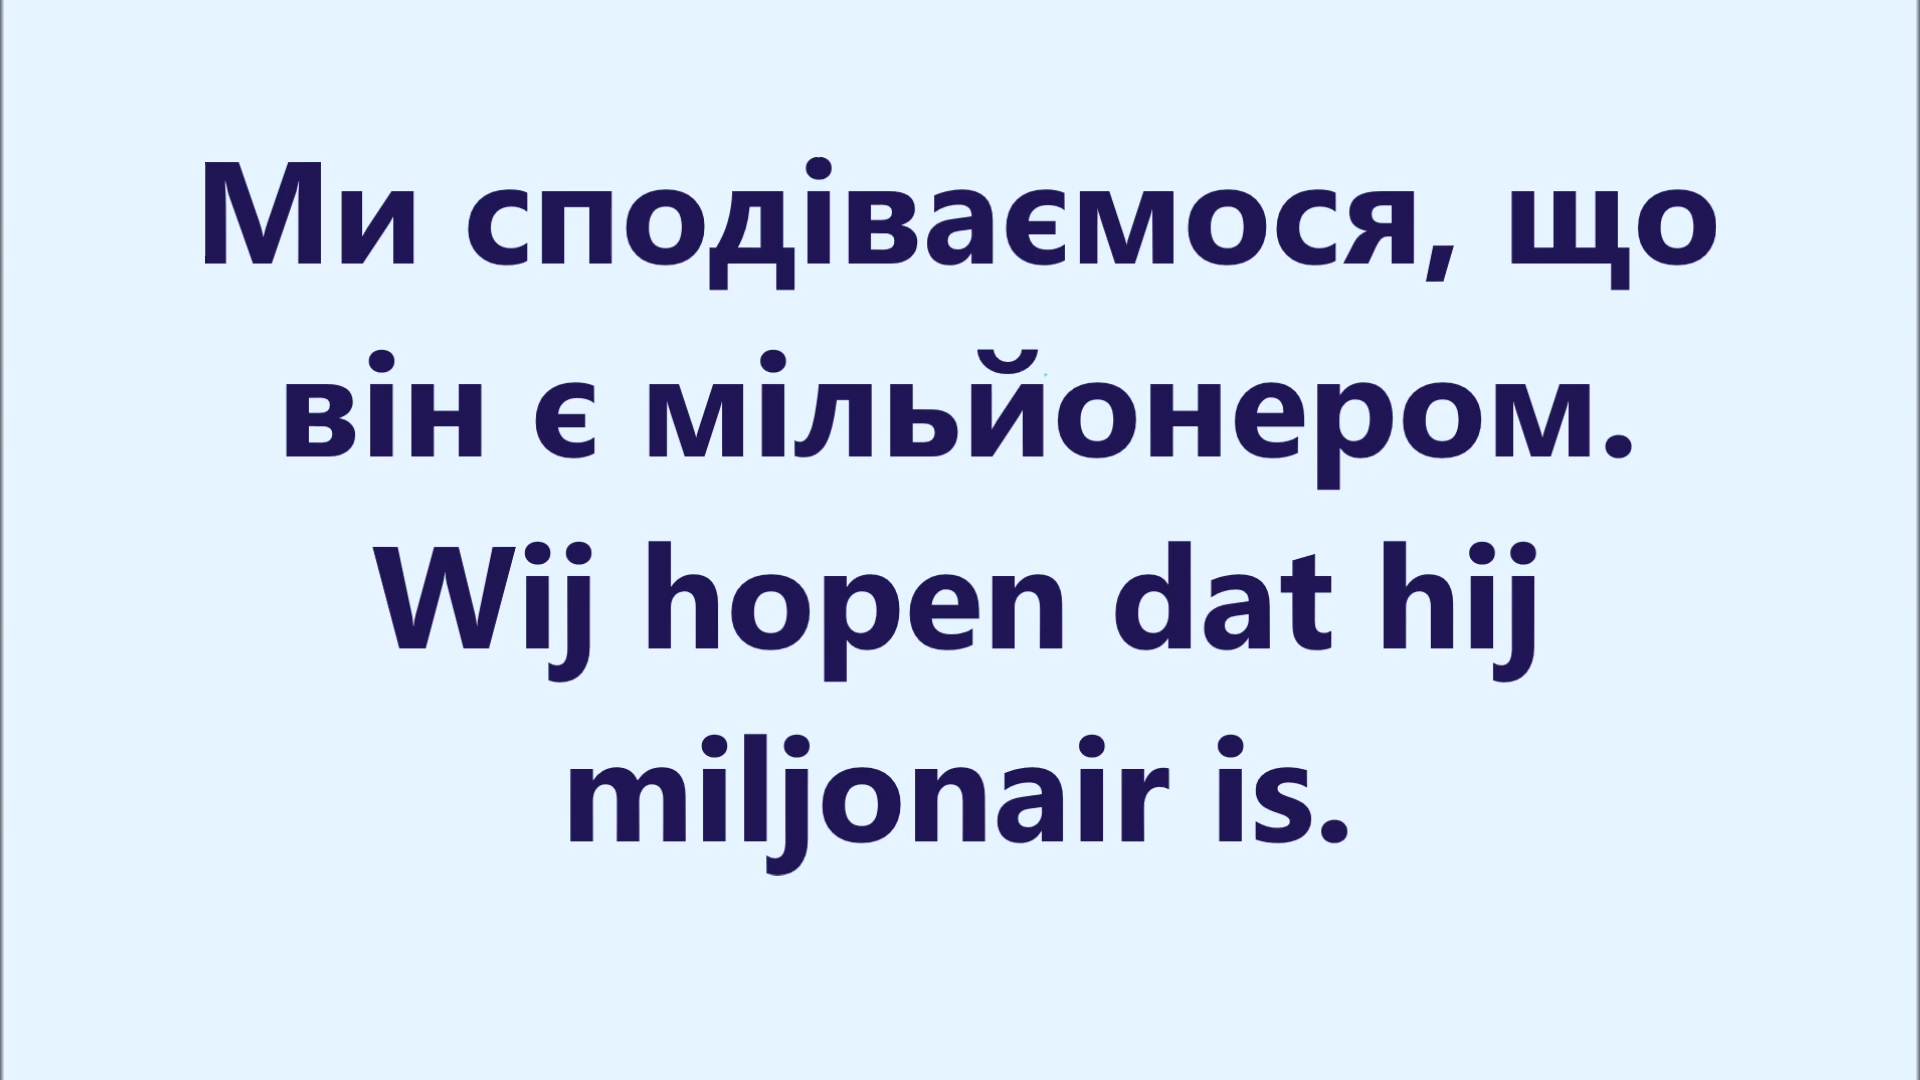 Ми сподіваємося, що
він є мільйонером.
Wij hopen dat hij
miljonair is.